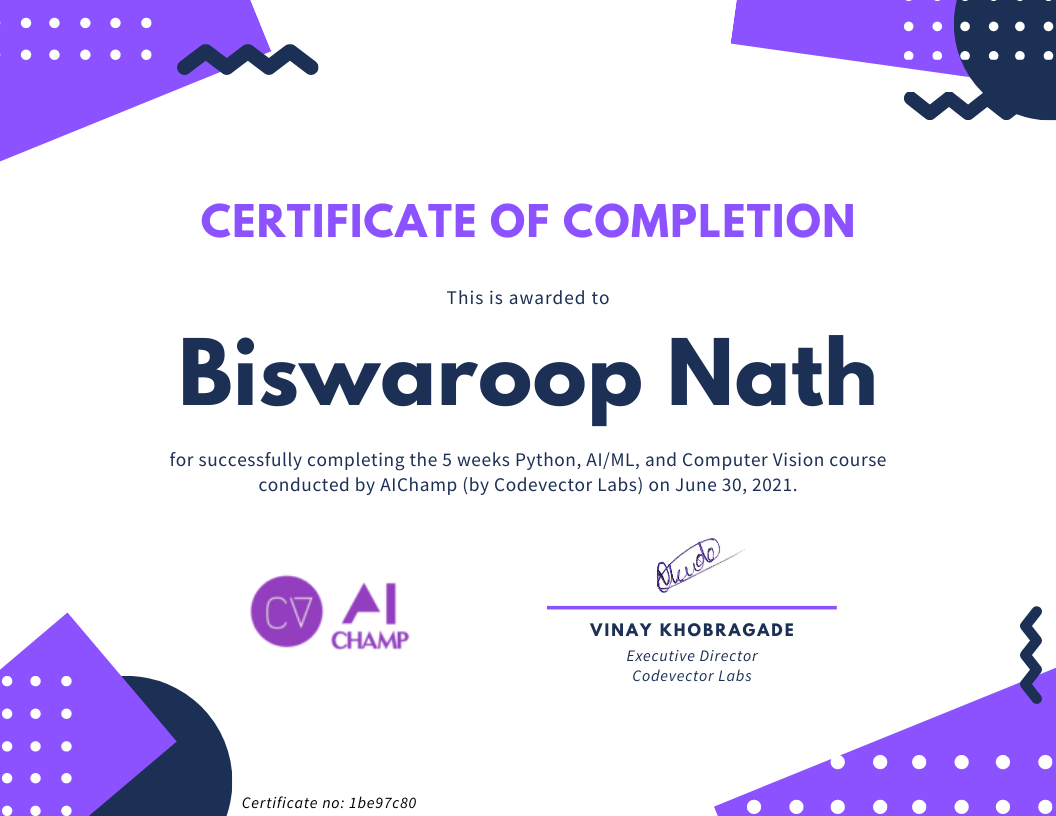 CERTIFICATE OF COMPLETION
This is awarded to
Biswaroop Nath
for successfully completing the 5 weeks Python, AI/ML, and Computer Vision course
conducted by AIChamp (by Codevector Labs) on June 30, 2021.
CV AI
CHAMP
VINAY KHOBRAGADE
Executive Director
Codevector Labs
Certificate no: 1be97c80